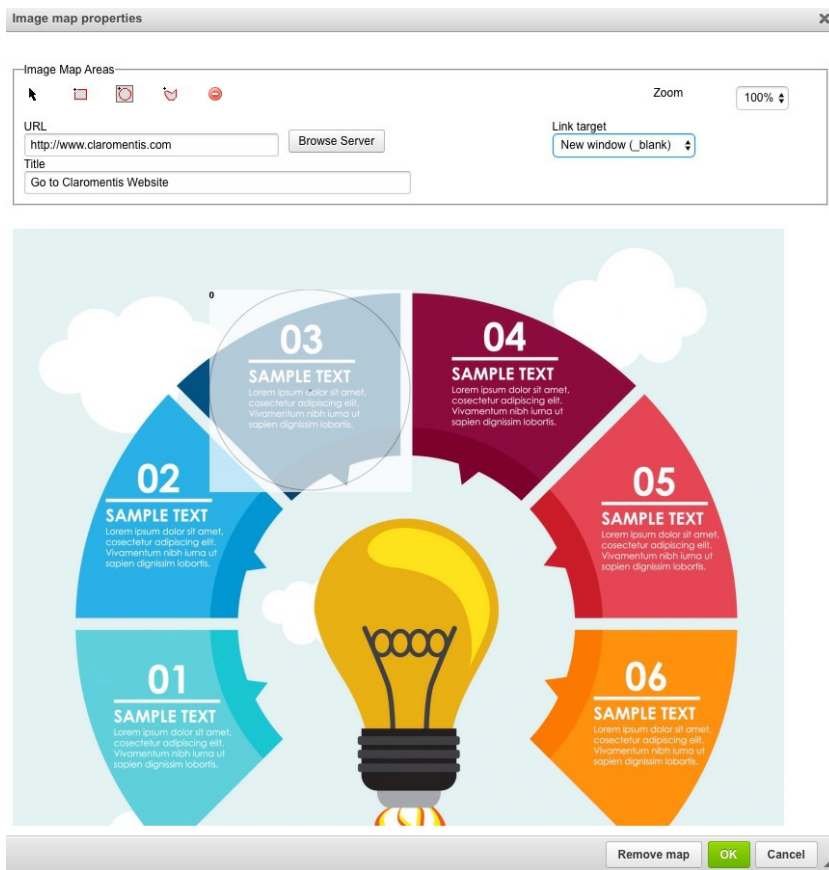 Image map properties
Image Map Areas
Zoom
100%
URL
http://www.claromentis.com
Browse Server
Link target
New window (_blank)
Title
Go to Claromentis Website
0
03
SAMPLE TEXT
Lorem ipsum dolor sit amet,
cosectetur adipiscing elit.
Vivamentum nibh iurna ut
sapien dignissim lobortis.
04
SAMPLE TEXT
Lorem ipsum dolor sit amet,
cosectetur adipiscing elit.
Vivamentum nibh iurna ut
sapien dignissim lobortis.
02
SAMPLE TEXT
Lorem ipsum dolor sit amet,
cosectetur adipiscing elit.
Vivamentum nibh iurna ut
sapien dignissim lobortis.
05
SAMPLE TEXT
Lorem ipsum dolor sit amet,
cosectetur adipiscing elit.
Vivamentum nibh iurna ut
sapien dignissim lobortis.
01
SAMPLE TEXT
Lorem ipsum dolor sit amet,
cosectetur adipiscing elit.
Vivamentum nibh iurna ut
sapien dignissim lobortis.
06
SAMPLE TEXT
Lorem ipsum dolor sit amet,
cosectetur adipiscing elit.
Vivamentum nibh iurna ut
sapien dignissim lobortis.
Remove map
OK
Cancel